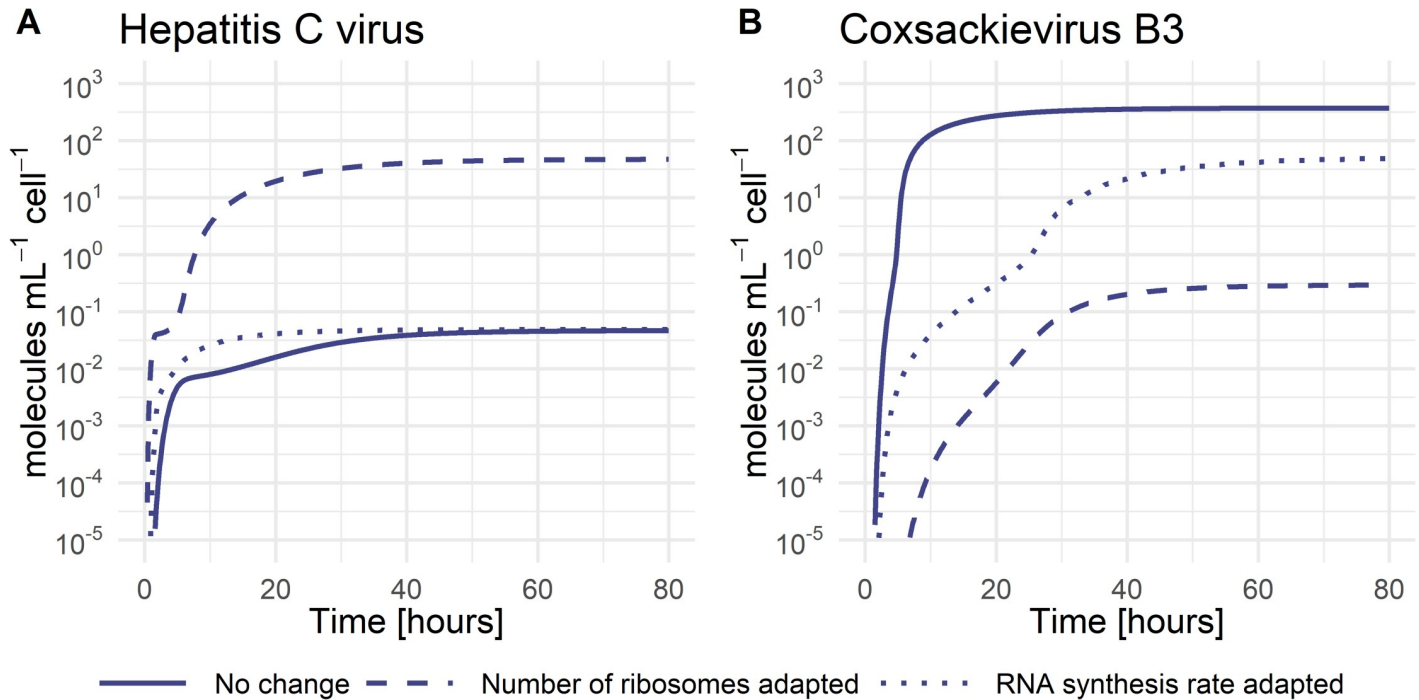 A Hepatitis C virus
molecules mL⁻¹ cell⁻¹
10³
10²
10¹
10⁰
10⁻¹
10⁻²
10⁻³
10⁻⁴
10⁻⁵
0 20 40 60 80
Time [hours]
B Coxsackievirus B3
molecules mL⁻¹ cell⁻¹
10³
10²
10¹
10⁰
10⁻¹
10⁻²
10⁻³
10⁻⁴
10⁻⁵
0 20 40 60 80
Time [hours]
No change Number of ribosomes adapted RNA synthesis rate adapted